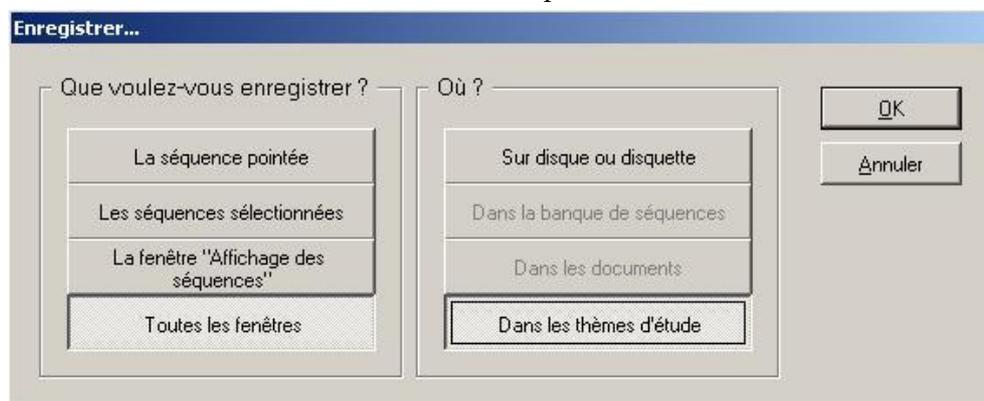 Enregistrer...
Que voulez-vous enregistrer ?
La séquence pointée
Les séquences sélectionnées
La fenêtre "Affichage des
séquences"
Toutes les fenêtres
Où ?
Sur disque ou disquette
Dans la banque de séquences
Dans les documents
Dans les thèmes d'étude
OK
Annuler